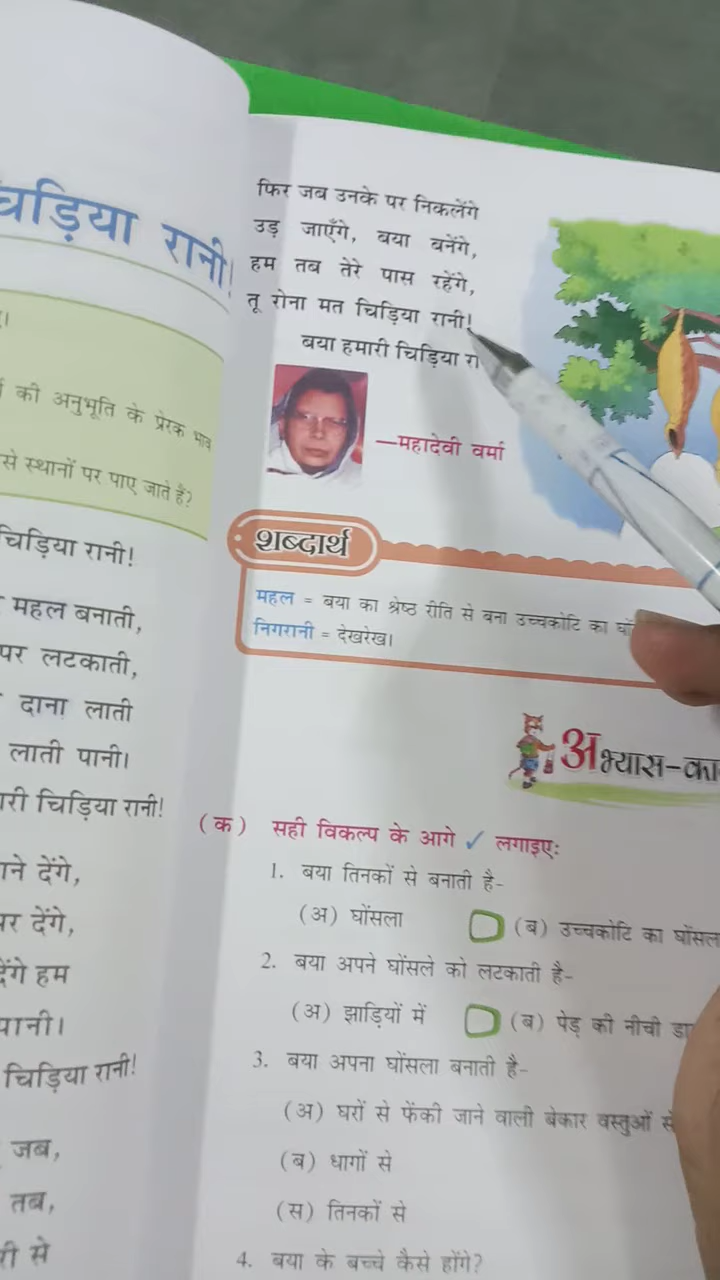 चिड़िया रानी!
की अनुभूति के प्रेरक भाव
से स्थानों पर पाए जाते हैं?
चिड़िया रानी!
महल बनाती,
पर लटकाती,
दाना लाती
लाती पानी।
चिड़िया रानी!
देंगे,
देंगे,
देंगे हम
पानी।
चिड़िया रानी!
जब,
तब,
से
फिर जब उनके पर निकलेंगे
उड़ जाएँगे, बया बनेंगे,
हम तब तेरे पास रहेंगे,
तू रोना मत चिड़िया रानी!
बया हमारी चिड़िया
—महादेवी वर्मा
शब्दार्थ
महल = बया का श्रेष्ठ रीति से बना उच्चकोटि का
निगरानी = देखरेख।
अभ्यास-
(क) सही विकल्प के आगे ✓ लगाइए:
1. बया तिनकों से बनाती है-
(अ) घोंसला (ब) उच्चकोटि का
2. बया अपने घोंसले को लटकाती है-
(अ) झाड़ियों में (ब) पेड़ की नीची
3. बया अपना घोंसला बनाती है-
(अ) घरों से फेंकी जाने वाली बेकार वस्तुओं से
(ब) धागों से
(स) तिनकों से
4. बया के बच्चे कैसे होंगे?